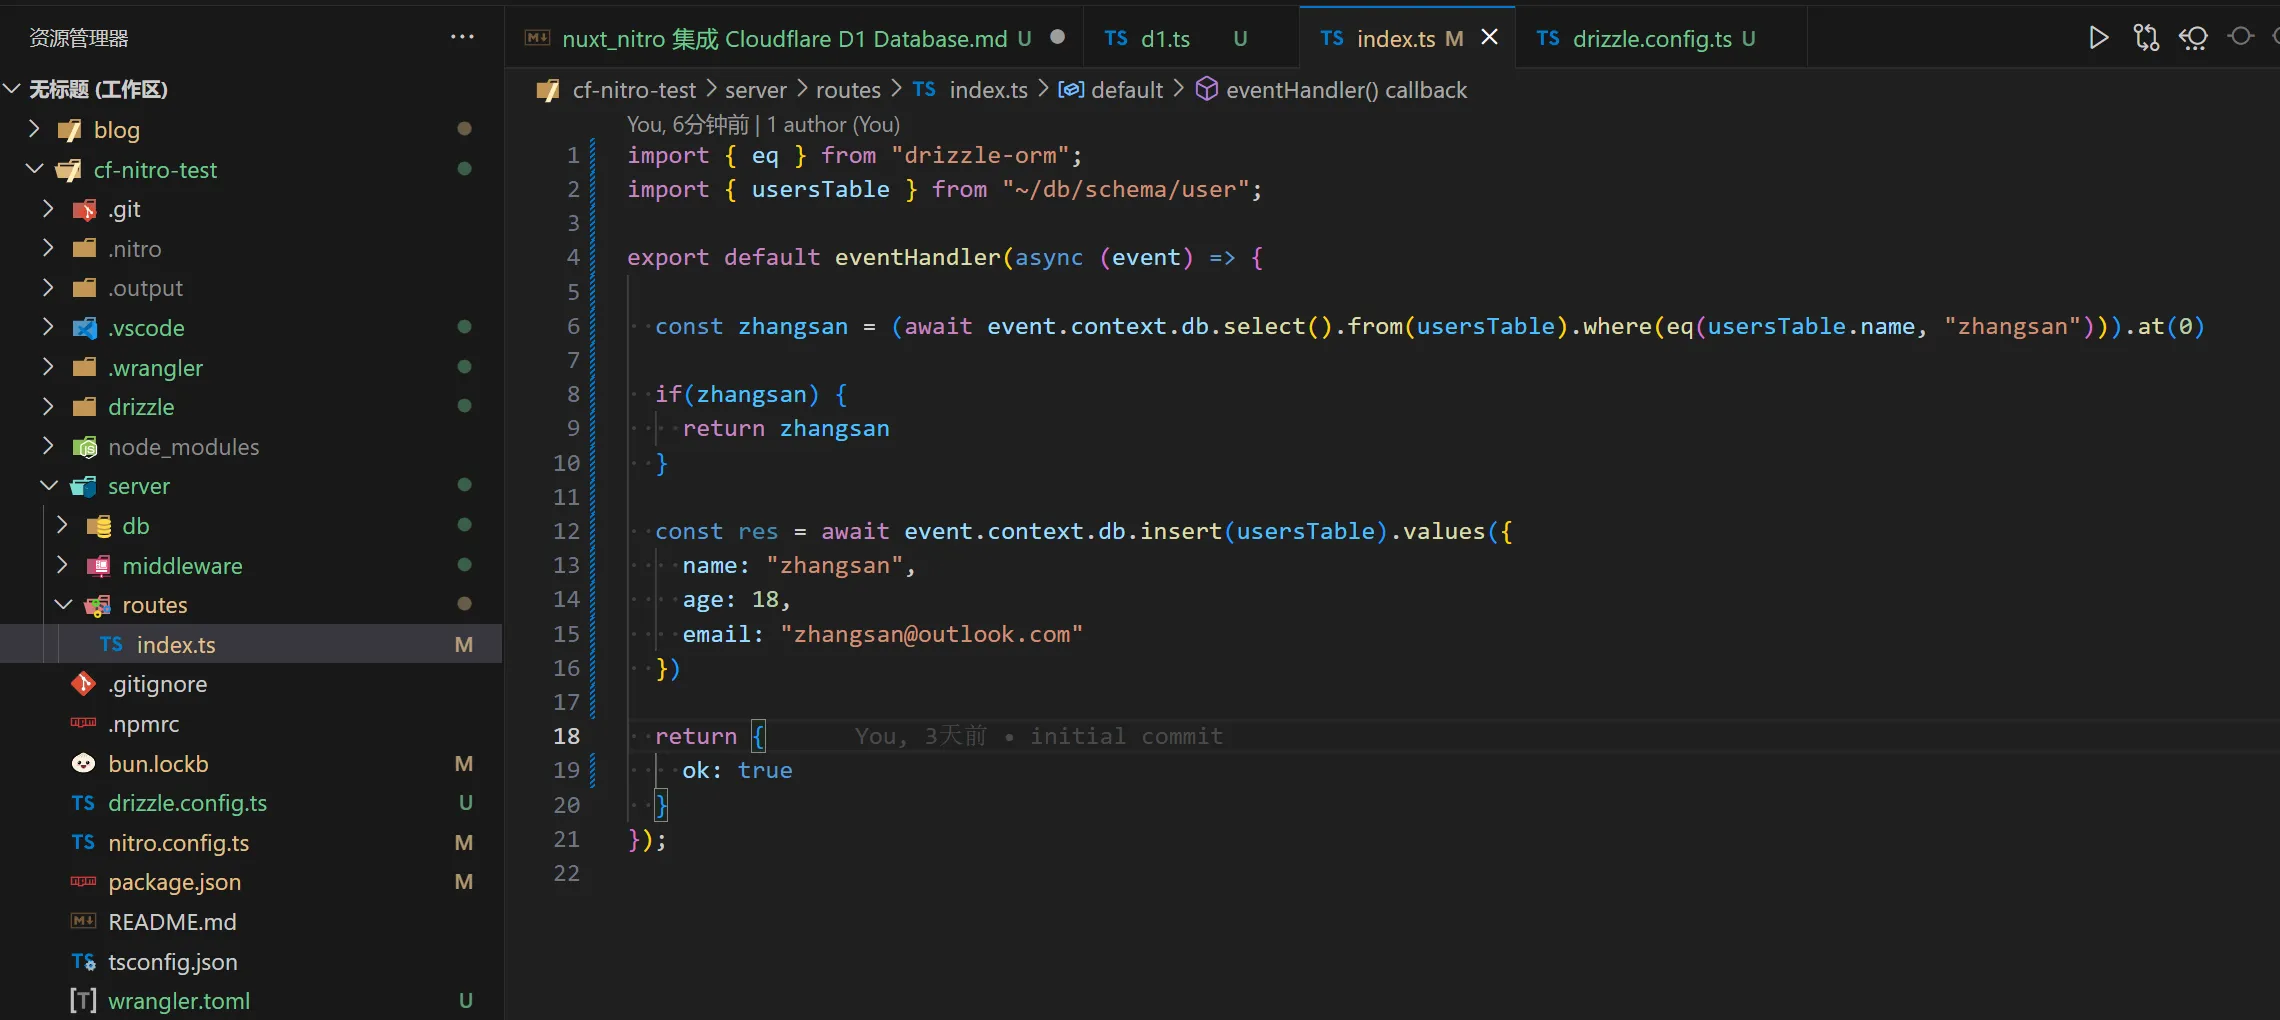 资源管理器
无标题 (工作区)
blog
cf-nitro-test
.git
.nitro
.output
.vscode
.wrangler
drizzle
node_modules
server
db
middleware
routes
TS index.ts M
.gitignore
.npmrc
bun.lockb M
TS drizzle.config.ts U
TS nitro.config.ts M
package.json M
README.md
TS tsconfig.json
[T] wrangler.toml U
nuxt_nitro 集成 Cloudflare D1 Database.md U
TS d1.ts U
TS index.ts M
TS drizzle.config.ts U
cf-nitro-test > server > routes > TS index.ts > default > eventHandler() callback
You, 6分钟前 | 1 author (You)
1 import { eq } from "drizzle-orm";
2 import { usersTable } from "~/db/schema/user";
3
4 export default eventHandler(async (event) => {
5
6 const zhangsan = (await event.context.db.select().from(usersTable).where(eq(usersTable.name, "zhangsan"))).at(0)
7
8 if(zhangsan) {
9 return zhangsan
10 }
11
12 const res = await event.context.db.insert(usersTable).values({
13 name: "zhangsan",
14 age: 18,
15 email: "zhangsan@outlook.com"
16 })
17
18 return { You, 3天前 • initial commit
19 ok: true
20 }
21 });
22